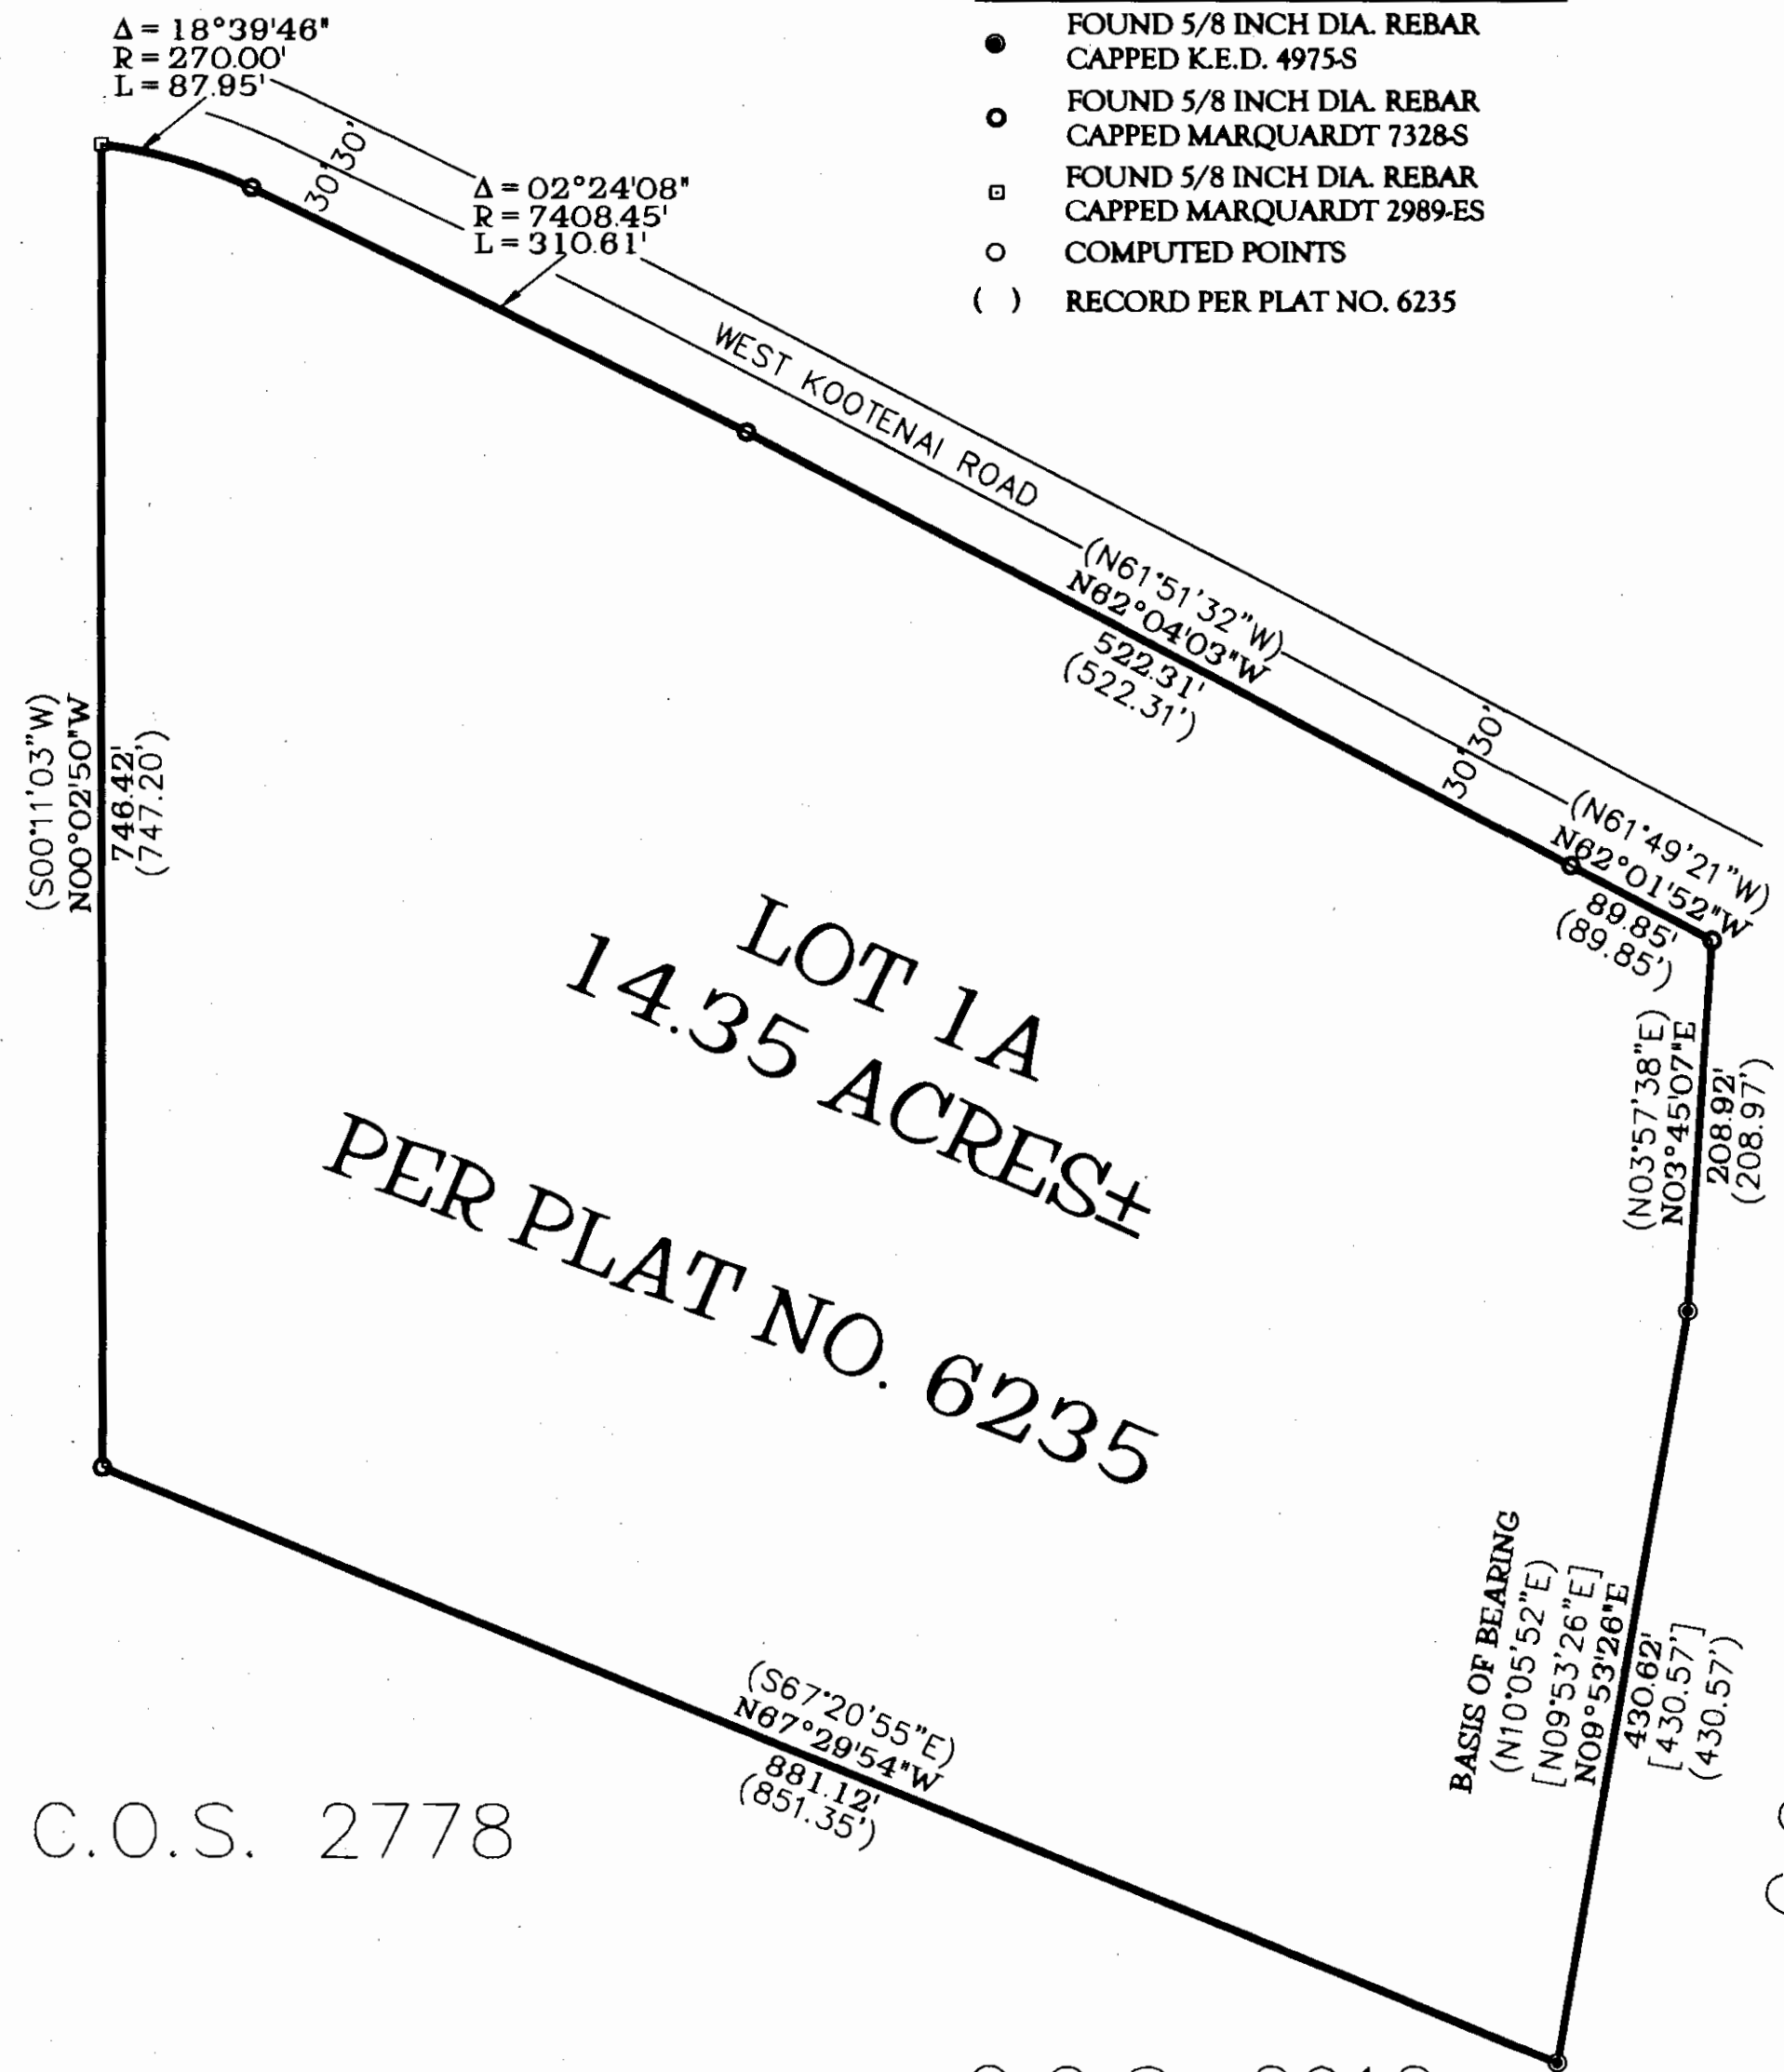 Δ = 18°39'46"
R = 270.00'
L = 87.95'
FOUND 5/8 INCH DIA. REBAR
CAPPED K.E.D. 4975-S
FOUND 5/8 INCH DIA. REBAR
CAPPED MARQUARDT 7328-S
FOUND 5/8 INCH DIA. REBAR
CAPPED MARQUARDT 2989-ES
COMPUTED POINTS
( ) RECORD PER PLAT NO. 6235
30' 30'
Δ = 02°24'08"
R = 7408.45'
L = 310.61'
WEST KOOTENAI ROAD
(N61°51'32"W)
N62°04'03"W
522.31'
(522.31')
30' 30'
(N61°49'21"W)
N62°01'52"W
89.85'
(89.85')
(S00°11'03"W)
N00°02'50"W
746.42'
(747.20')
LOT 1A
14.35 ACRES±
PER PLAT NO. 6235
(N03°57'38"E)
N03°45'07"E
208.92'
(208.97')
BASIS OF BEARING
(N10°05'52"E)
[N09°53'26"E]
N09°53'26"E
430.62'
[430.57']
(430.57')
(S67°20'55"E)
N67°29'54"W
881.12'
(851.35')
C.O.S. 2778